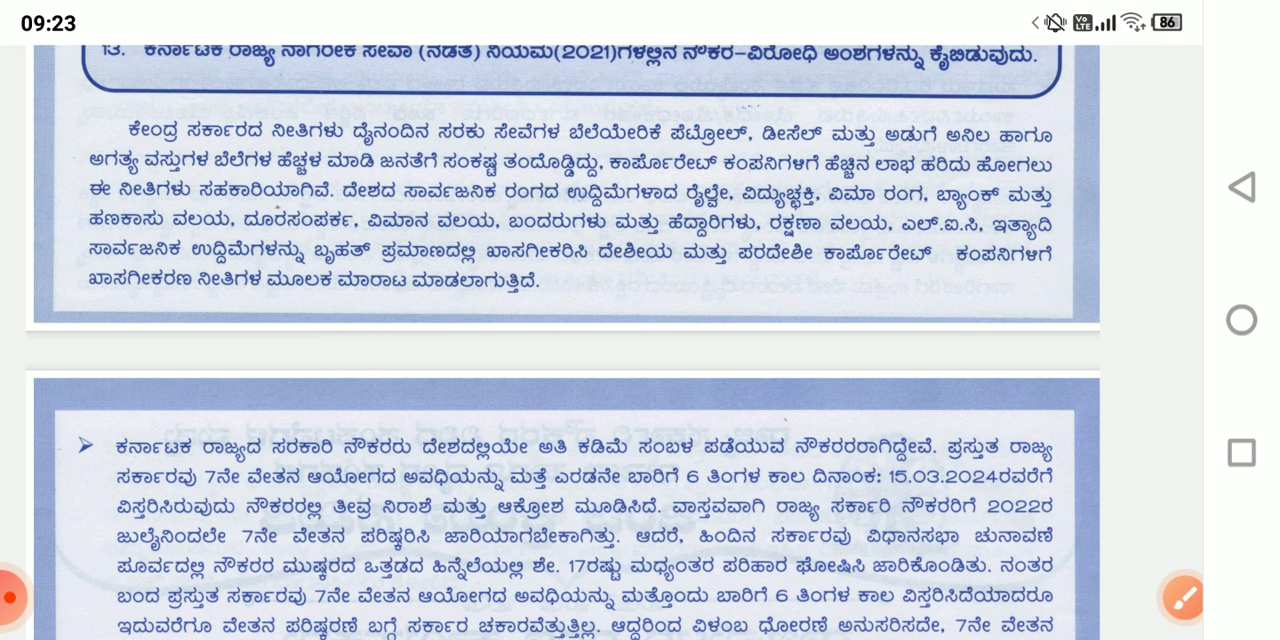 09:23
Vo LTE 86
13. ಕರ್ನಾಟಕ ರಾಜ್ಯ ನಾಗರೀಕ ಸೇವಾ (ನಡತೆ) ನಿಯಮ(2021)ಗಳಲ್ಲಿನ ನೌಕರ-ವಿರೋಧಿ ಅಂಶಗಳನ್ನು ಕೈಬಿಡುವುದು.
ಕೇಂದ್ರ ಸರ್ಕಾರದ ನೀತಿಗಳು ದೈನಂದಿನ ಸರಕು ಸೇವೆಗಳ ಬೆಲೆಯೇರಿಕೆ ಪೆಟ್ರೋಲ್, ಡೀಸೆಲ್ ಮತ್ತು ಅಡುಗೆ ಅನಿಲ ಹಾಗೂ
ಅಗತ್ಯ ವಸ್ತುಗಳ ಬೆಲೆಗಳ ಹೆಚ್ಚಳ ಮಾಡಿ ಜನತೆಗೆ ಸಂಕಷ್ಟ ತಂದೊಡ್ಡಿದ್ದು, ಕಾರ್ಪೊರೇಟ್ ಕಂಪನಿಗಳಿಗೆ ಹೆಚ್ಚಿನ ಲಾಭ ಹರಿದು ಹೋಗಲು
ಈ ನೀತಿಗಳು ಸಹಕಾರಿಯಾಗಿವೆ. ದೇಶದ ಸಾರ್ವಜನಿಕ ರಂಗದ ಉದ್ದಿಮೆಗಳಾದ ರೈಲ್ವೇ, ವಿದ್ಯುಚ್ಛಕ್ತಿ, ವಿಮಾ ರಂಗ, ಬ್ಯಾಂಕ್ ಮತ್ತು
ಹಣಕಾಸು ವಲಯ, ದೂರಸಂಪರ್ಕ, ವಿಮಾನ ವಲಯ, ಬಂದರುಗಳು ಮತ್ತು ಹೆದ್ದಾರಿಗಳು, ರಕ್ಷಣಾ ವಲಯ, ಎಲ್.ಐ.ಸಿ, ಇತ್ಯಾದಿ
ಸಾರ್ವಜನಿಕ ಉದ್ದಿಮೆಗಳನ್ನು ಬೃಹತ್ ಪ್ರಮಾಣದಲ್ಲಿ ಖಾಸಗೀಕರಿಸಿ ದೇಶೀಯ ಮತ್ತು ಪರದೇಶೀ ಕಾರ್ಪೊರೇಟ್ ಕಂಪನಿಗಳಿಗೆ
ಖಾಸಗೀಕರಣ ನೀತಿಗಳ ಮೂಲಕ ಮಾರಾಟ ಮಾಡಲಾಗುತ್ತಿದೆ.
➢ ಕರ್ನಾಟಕ ರಾಜ್ಯದ ಸರಕಾರಿ ನೌಕರರು ದೇಶದಲ್ಲಿಯೇ ಅತಿ ಕಡಿಮೆ ಸಂಬಳ ಪಡೆಯುವ ನೌಕರರರಾಗಿದ್ದೇವೆ. ಪ್ರಸ್ತುತ ರಾಜ್ಯ
ಸರ್ಕಾರವು 7ನೇ ವೇತನ ಆಯೋಗದ ಅವಧಿಯನ್ನು ಮತ್ತೆ ಎರಡನೇ ಬಾರಿಗೆ 6 ತಿಂಗಳ ಕಾಲ ದಿನಾಂಕ: 15.03.2024ರವರೆಗೆ
ವಿಸ್ತರಿಸಿರುವುದು ನೌಕರರಲ್ಲಿ ತೀವ್ರ ನಿರಾಶೆ ಮತ್ತು ಆಕ್ರೋಶ ಮೂಡಿಸಿದೆ. ವಾಸ್ತವವಾಗಿ ರಾಜ್ಯ ಸರ್ಕಾರಿ ನೌಕರರಿಗೆ 2022ರ
ಜುಲೈನಿಂದಲೇ 7ನೇ ವೇತನ ಪರಿಷ್ಕರಿಸಿ ಜಾರಿಯಾಗಬೇಕಾಗಿತ್ತು. ಆದರೆ, ಹಿಂದಿನ ಸರ್ಕಾರವು ವಿಧಾನಸಭಾ ಚುನಾವಣೆ
ಪೂರ್ವದಲ್ಲಿ ನೌಕರರ ಮುಷ್ಕರದ ಒತ್ತಡದ ಹಿನ್ನೆಲೆಯಲ್ಲಿ ಶೇ. 17ರಷ್ಟು ಮಧ್ಯಂತರ ಪರಿಹಾರ ಘೋಷಿಸಿ ಜಾರಿಕೊಂಡಿತು. ನಂತರ
ಬಂದ ಪ್ರಸ್ತುತ ಸರ್ಕಾರವು 7ನೇ ವೇತನ ಆಯೋಗದ ಅವಧಿಯನ್ನು ಮತ್ತೊಂದು ಬಾರಿಗೆ 6 ತಿಂಗಳ ಕಾಲ ವಿಸ್ತರಿಸಿದೆಯಾದರೂ
ಇದುವರೆಗೂ ವೇತನ ಪರಿಷ್ಕರಣೆ ಬಗ್ಗೆ ಸರ್ಕಾರ ಚಕಾರವೆತ್ತುತ್ತಿಲ್ಲ. ಆದ್ದರಿಂದ ವಿಳಂಬ ಧೋರಣೆ ಅನುಸರಿಸದೇ, 7ನೇ ವೇತನ